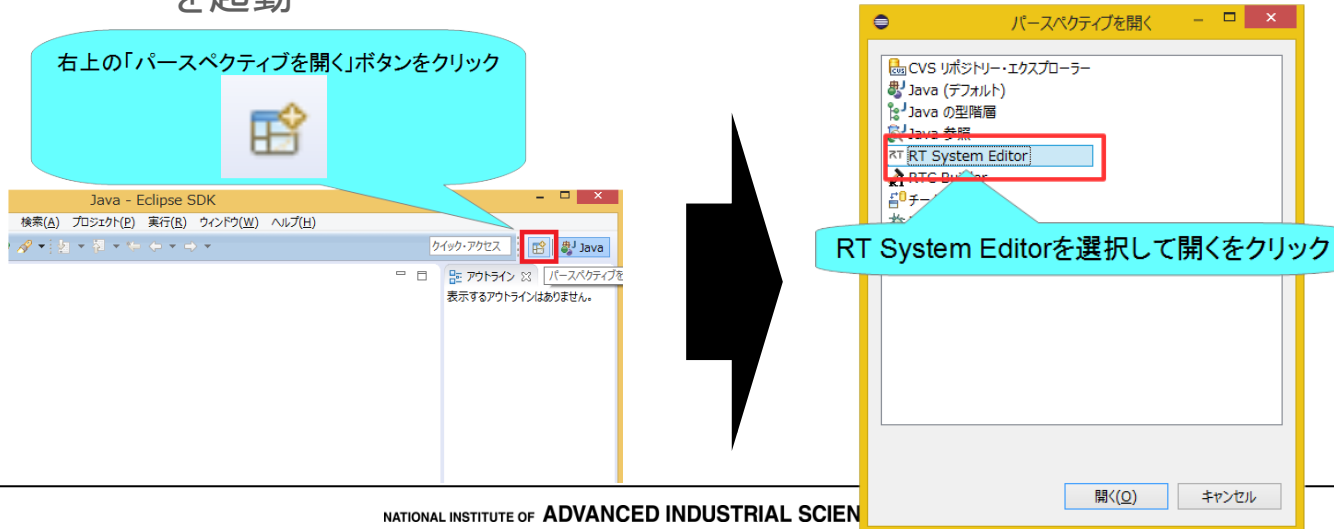 を起動
右上の「パースペクティブを開く」ボタンをクリック
Java - Eclipse SDK
検索(A) プロジェクト(P) 実行(R) ウィンドウ(W) ヘルプ(H)
クイック・アクセス
Java
アウトライン
パースペクティブを
表示するアウトラインはありません。
パースペクティブを開く
CVS リポジトリー・エクスプローラー
Java (デフォルト)
Java の型階層
Java 参照
RT RT System Editor
RT System Editorを選択して開くをクリック
開く(O) キャンセル
NATIONAL INSTITUTE OF ADVANCED INDUSTRIAL SCIEN